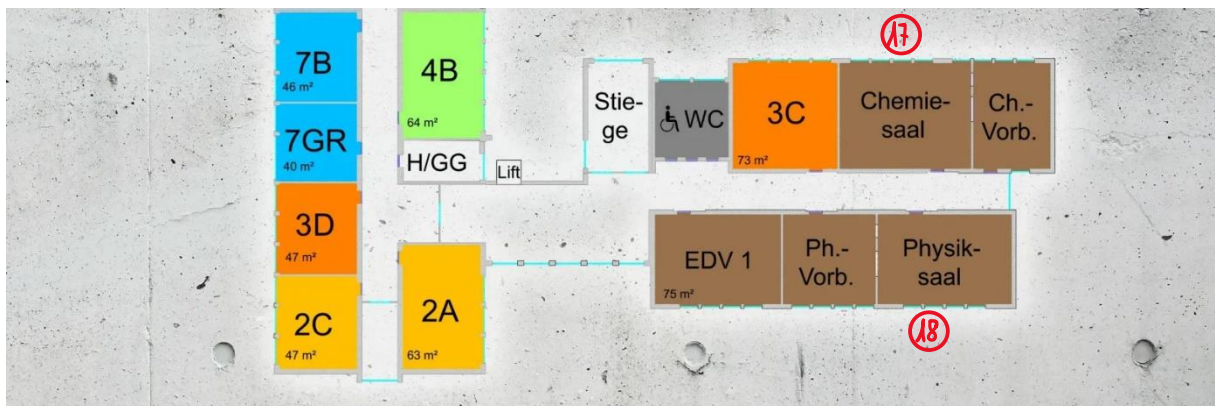 17
7B
46 m²
4B
64 m²
Stie-
ge
WC
3C
73 m²
Chemie-
saal
Ch.-
Vorb.
7GR
40 m²
H/GG
Lift
3D
47 m²
2C
47 m²
2A
63 m²
EDV 1
75 m²
Ph.-
Vorb.
Physik-
saal
18